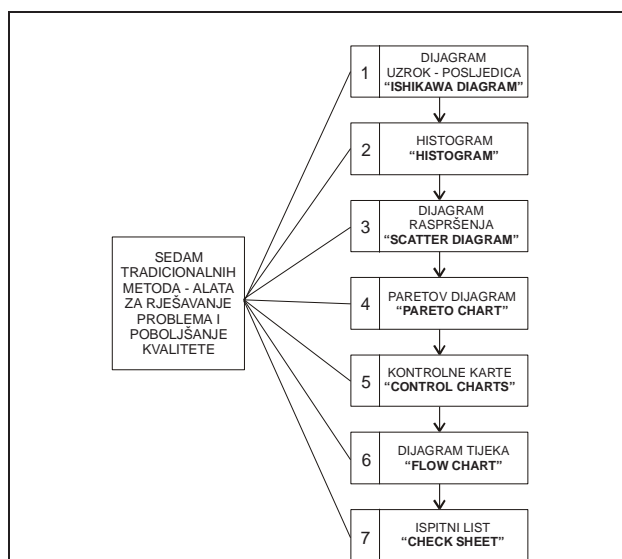 SEDAM
TRADICIONALNIH
METODA - ALATA
ZA RJEŠAVANJE
PROBLEMA I
POBOLJŠANJE
KVALITETE
1
DIJAGRAM
UZROK - POSLJEDICA
“ISHIKAWA DIAGRAM”
2
HISTOGRAM
“HISTOGRAM”
3
DIJAGRAM
RASPRŠENJA
“SCATTER DIAGRAM”
4
PARETOV DIJAGRAM
“PARETO CHART”
5
KONTROLNE KARTE
“CONTROL CHARTS”
6
DIJAGRAM TIJEKA
“FLOW CHART”
7
ISPITNI LIST
“CHECK SHEET”